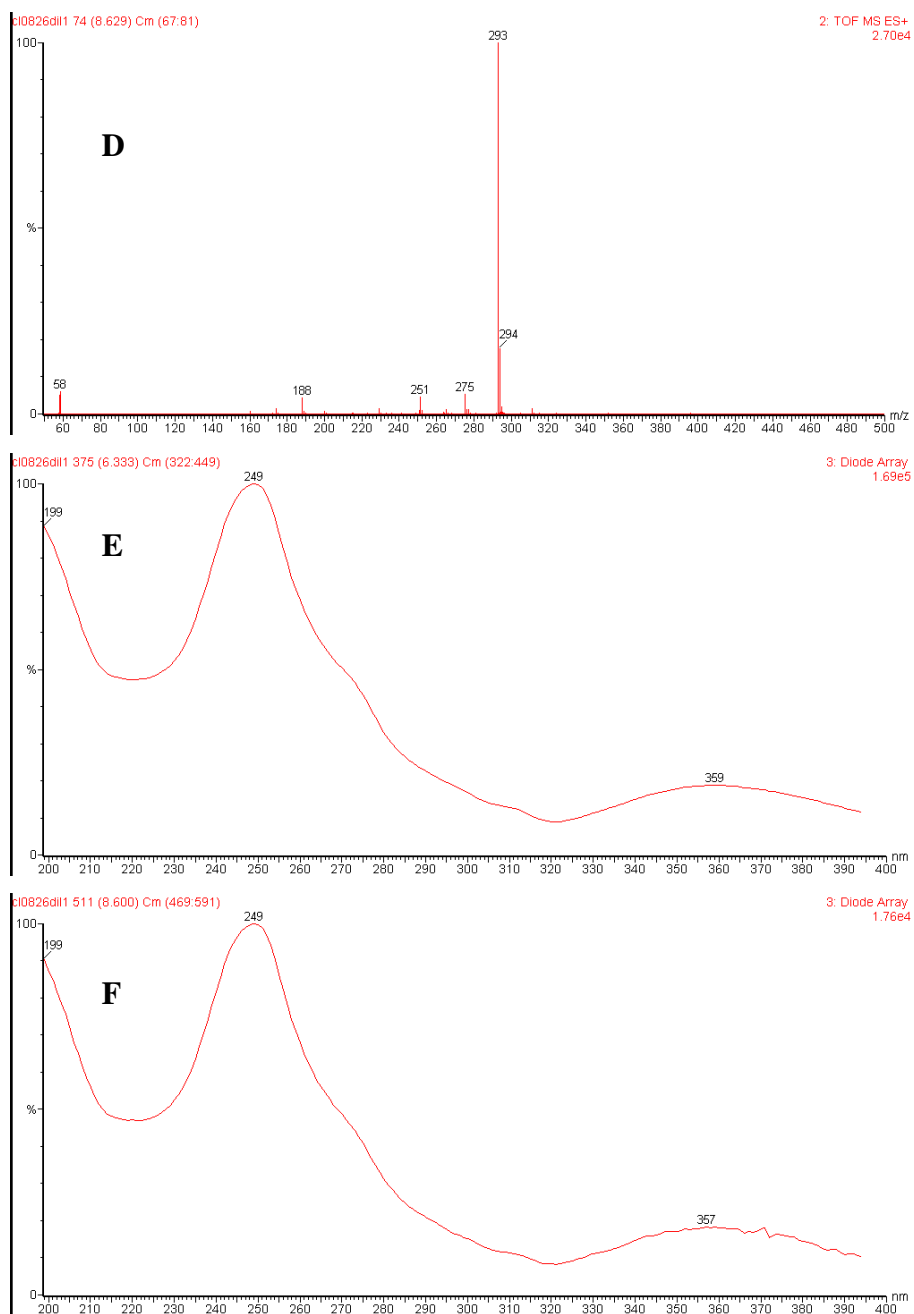 cl0826dil1 74 (8.629) Cm (67:81)
2: TOF MS ES+
2.70e4
100
%
0
D
293
294
58
188
251
275
60 80 100 120 140 160 180 200 220 240 260 280 300 320 340 360 380 400 420 440 460 480 500
m/z
cl0826dil1 375 (6.333) Cm (322:449)
3: Diode Array
1.69e5
100
%
0
E
199
249
359
200 210 220 230 240 250 260 270 280 290 300 310 320 330 340 350 360 370 380 390 400
nm
cl0826dil1 511 (8.600) Cm (469:591)
3: Diode Array
1.76e4
100
%
0
F
199
249
357
200 210 220 230 240 250 260 270 280 290 300 310 320 330 340 350 360 370 380 390 400
nm